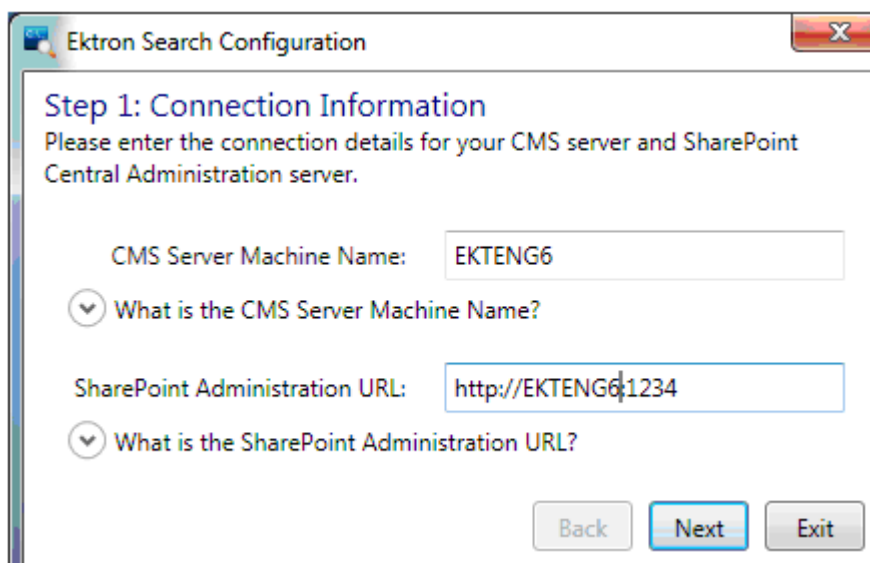 Ektron Search Configuration
Step 1: Connection Information
Please enter the connection details for your CMS server and SharePoint
Central Administration server.
CMS Server Machine Name: EKTENG6
What is the CMS Server Machine Name?
SharePoint Administration URL: http://EKTENG6:1234
What is the SharePoint Administration URL?
Back Next Exit